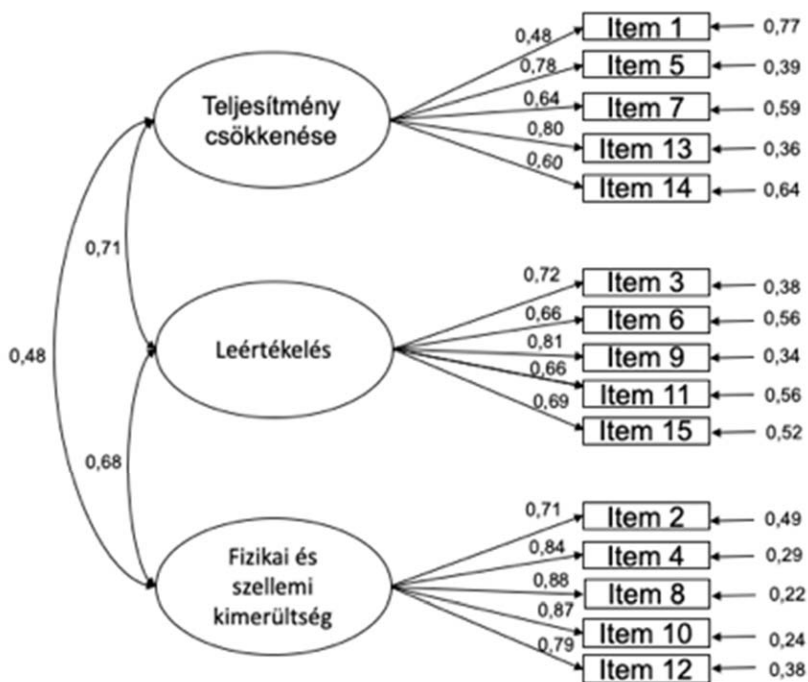 0,48 Item 1 0,77
0,78 Item 5 0,39
Teljesítmény
csökkenése
0,64 Item 7 0,59
0,80 Item 13 0,36
0,60 Item 14 0,64
0,71
0,72 Item 3 0,38
0,66 Item 6 0,56
Leértékelés
0,81 Item 9 0,34
0,48
0,66 Item 11 0,56
0,69 Item 15 0,52
0,68
0,71 Item 2 0,49
0,84 Item 4 0,29
Fizikai és
szellemi
kimerültség
0,88 Item 8 0,22
0,87 Item 10 0,24
0,79 Item 12 0,38